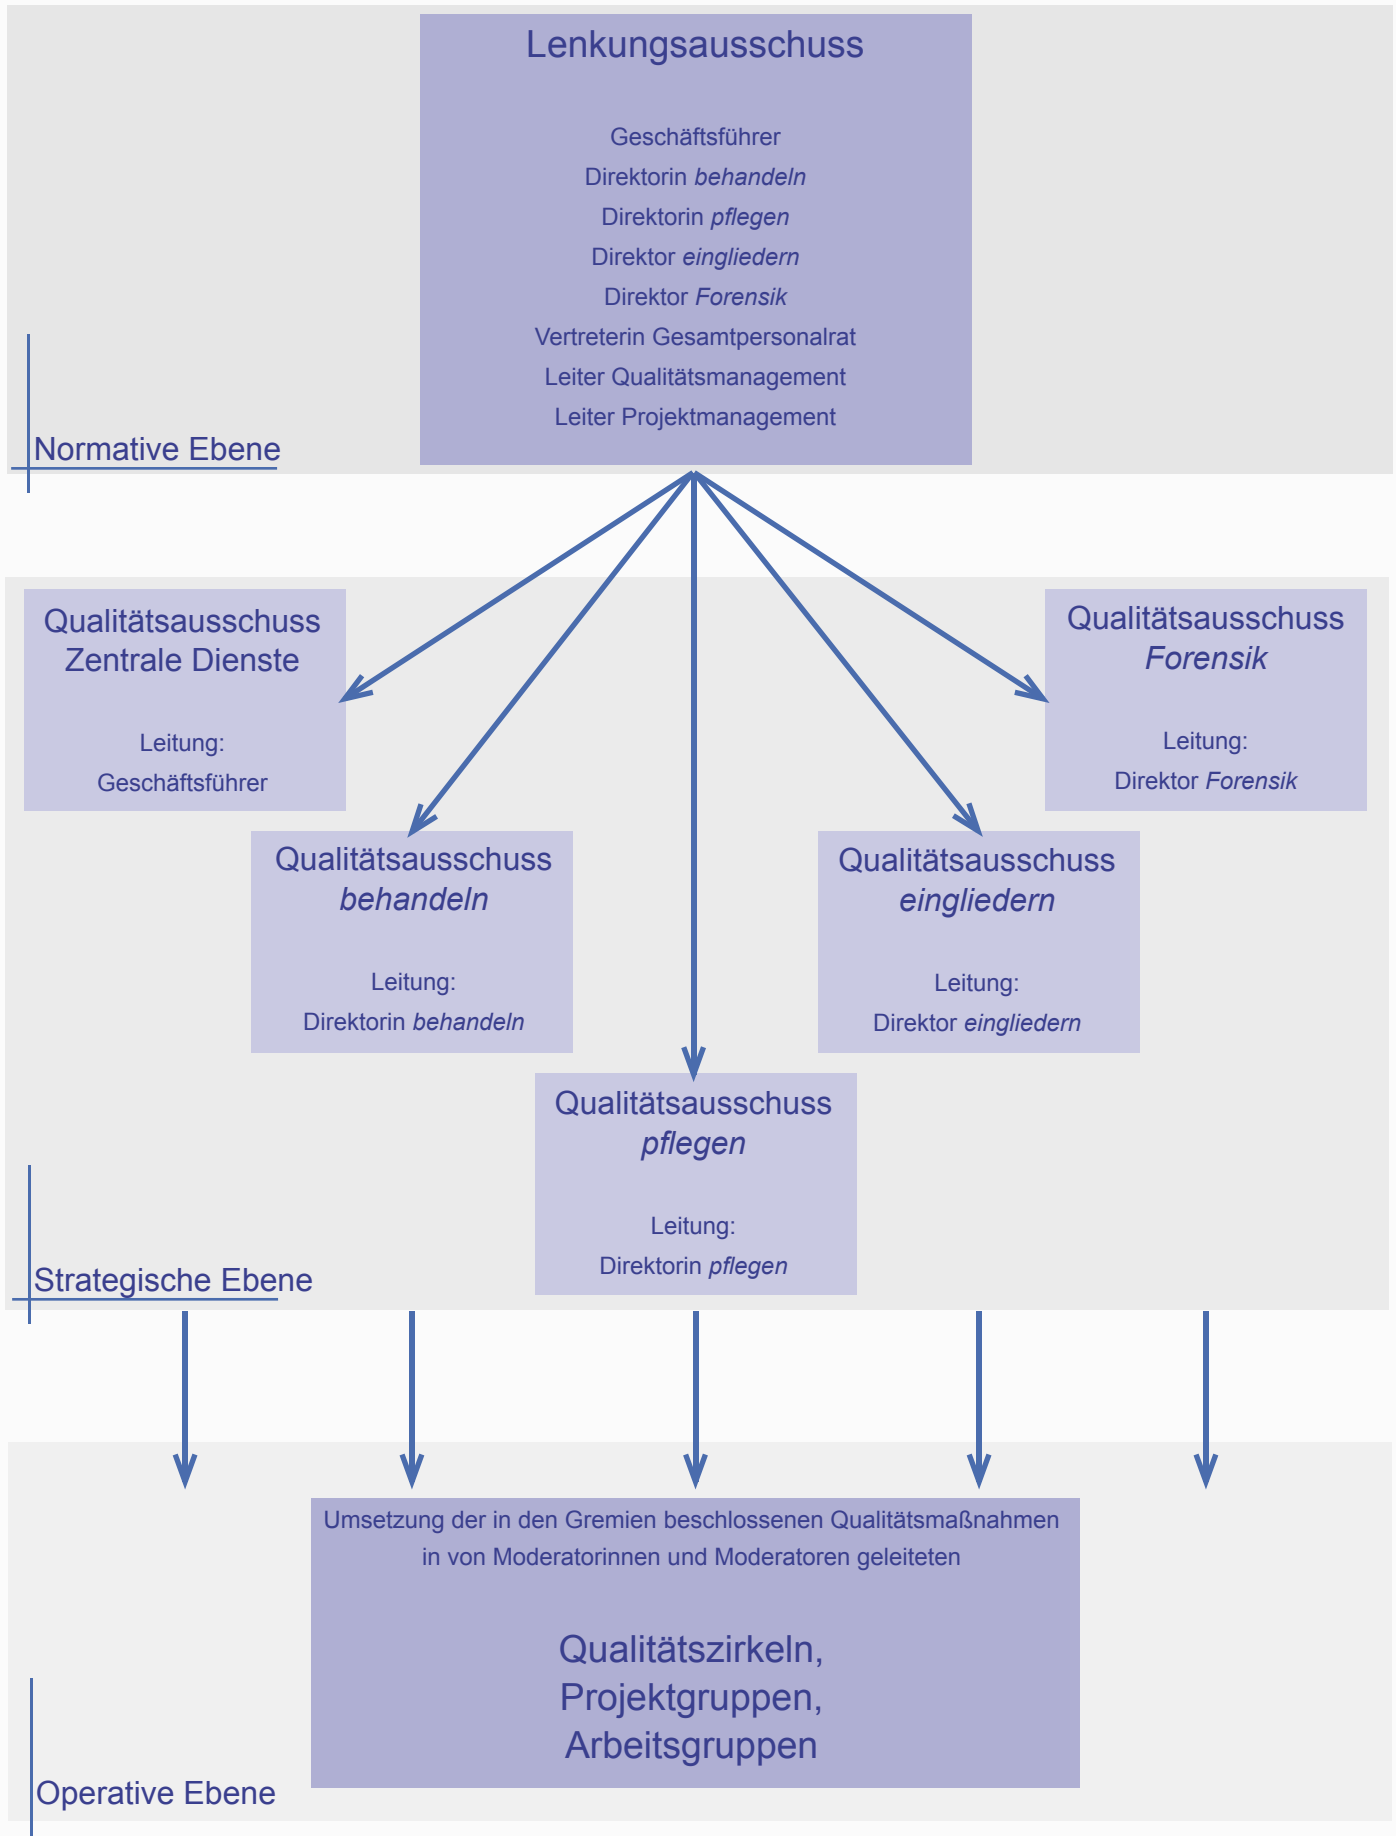 Lenkungsausschuss
Geschäftsführer
Direktorin behandeln
Direktorin pflegen
Direktor eingliedern
Direktor Forensik
Vertreterin Gesamtpersonalrat
Leiter Qualitätsmanagement
Leiter Projektmanagement
Normative Ebene
Qualitätsausschuss
Zentrale Dienste
Leitung:
Geschäftsführer
Qualitätsausschuss
Forensik
Leitung:
Direktor Forensik
Qualitätsausschuss
behandeln
Leitung:
Direktorin behandeln
Qualitätsausschuss
eingliedern
Leitung:
Direktor eingliedern
Qualitätsausschuss
pflegen
Leitung:
Direktorin pflegen
Strategische Ebene
Umsetzung der in den Gremien beschlossenen Qualitätsmaßnahmen
in von Moderatorinnen und Moderatoren geleiteten
Qualitätszirkeln,
Projektgruppen,
Arbeitsgruppen
Operative Ebene